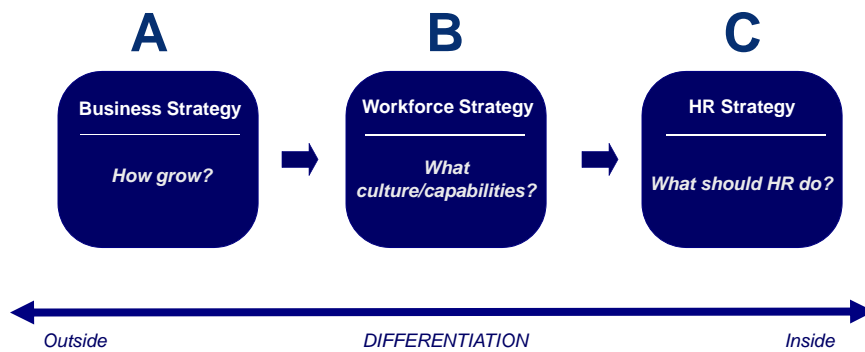 A
B
C
Business Strategy
How grow?
Workforce Strategy
What
culture/capabilities?
HR Strategy
What should HR do?
Outside
DIFFERENTIATION
Inside